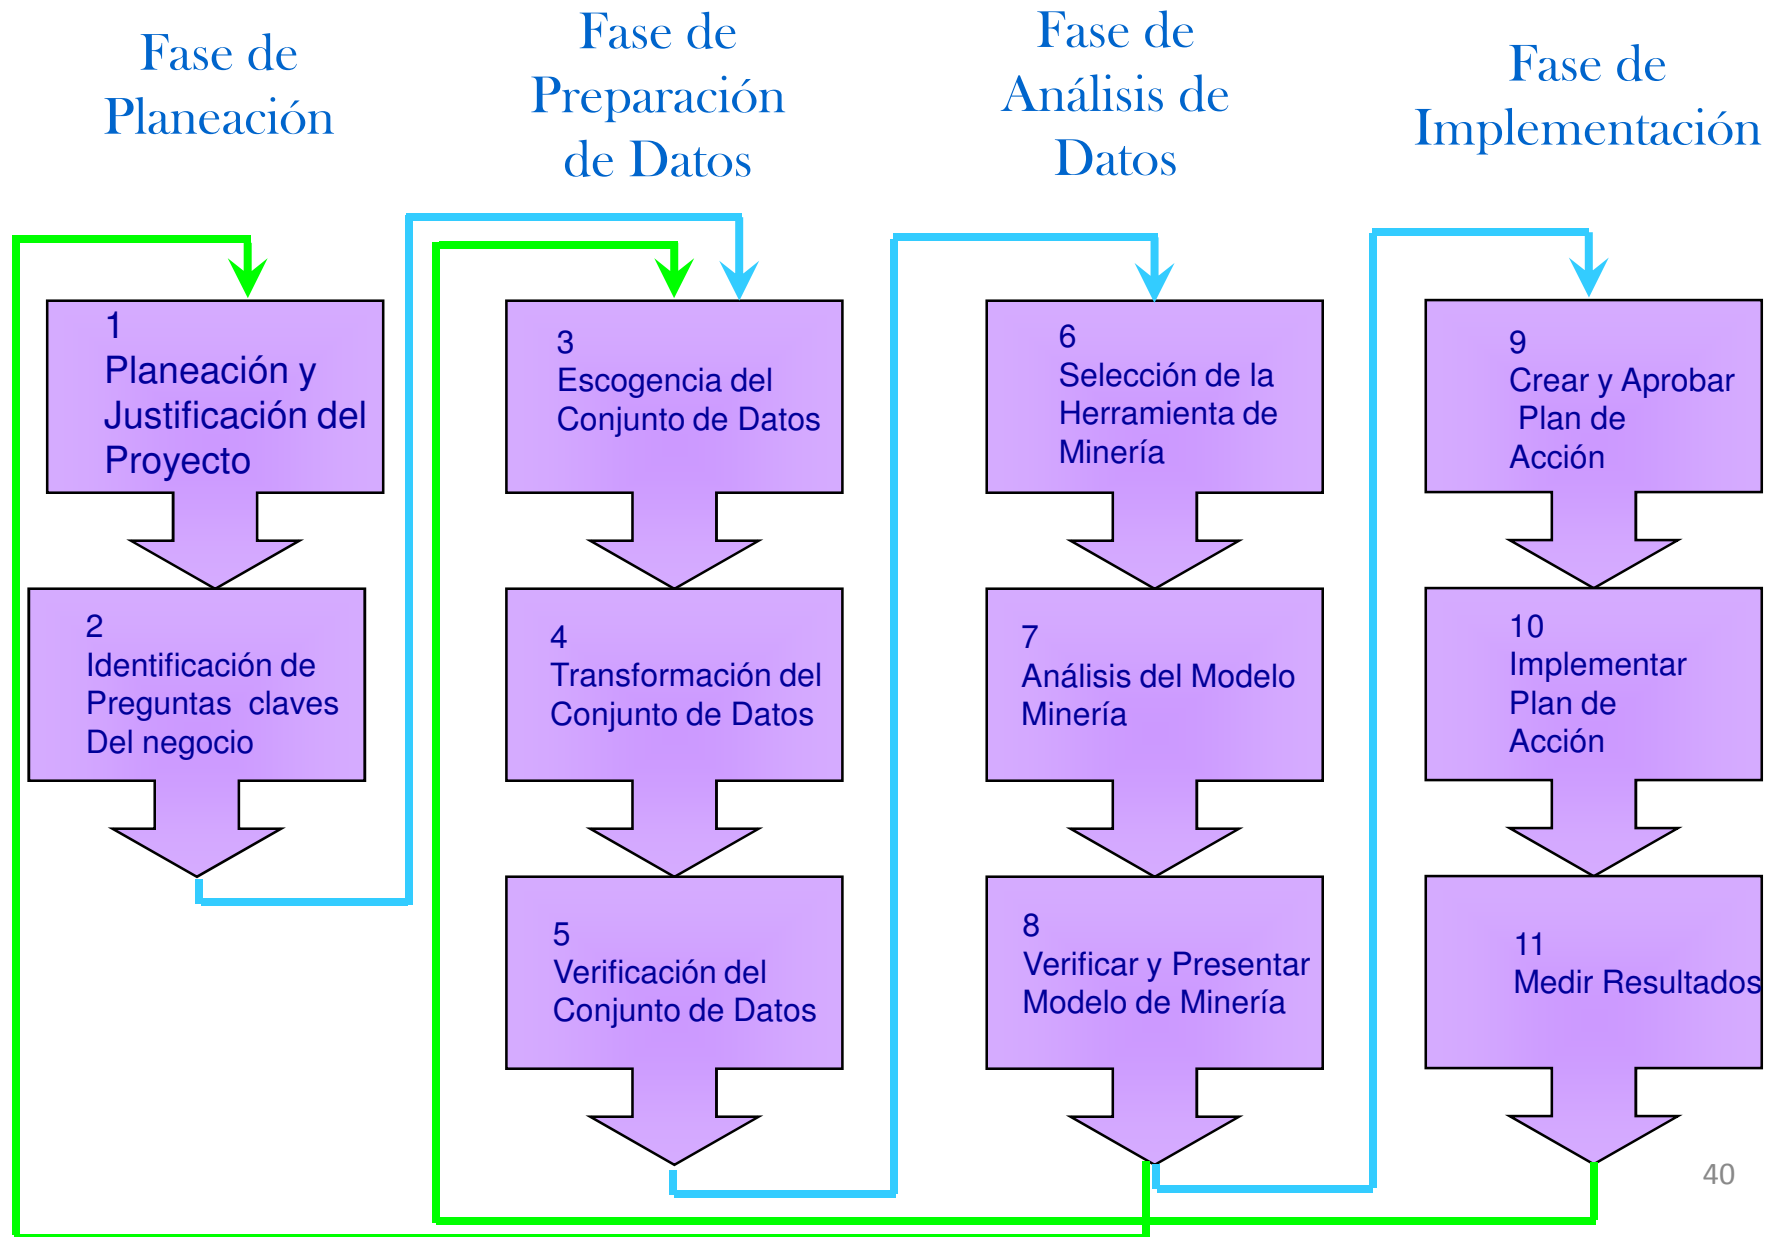 Fase de
Planeación
Fase de
Preparación
de Datos
Fase de
Análisis de
Datos
Fase de
Implementación
1
Planeación y
Justificación del
Proyecto
2
Identificación de
Preguntas claves
Del negocio
3
Escogencia del
Conjunto de Datos
4
Transformación del
Conjunto de Datos
5
Verificación del
Conjunto de Datos
6
Selección de la
Herramienta de
Minería
7
Análisis del Modelo
Minería
8
Verificar y Presentar
Modelo de Minería
9
Crear y Aprobar
Plan de
Acción
10
Implementar
Plan de
Acción
11
Medir Resultados
40